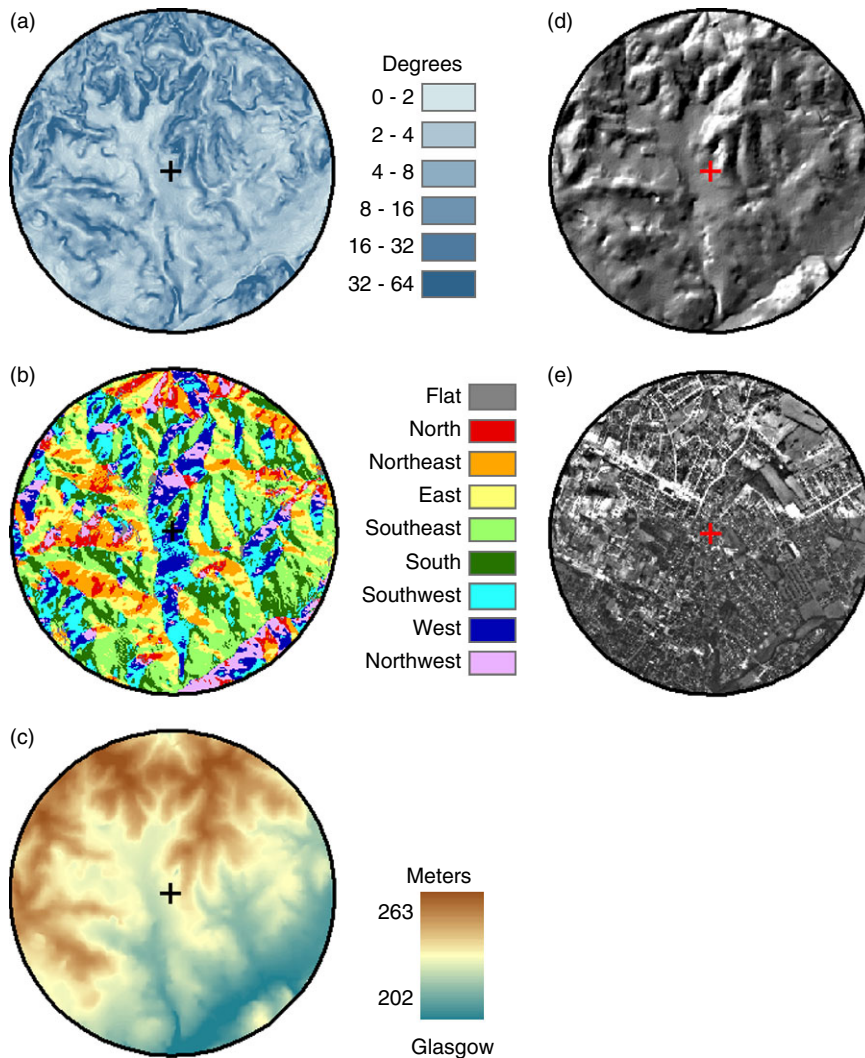 (a)
Degrees
0 - 2
2 - 4
4 - 8
8 - 16
16 - 32
32 - 64
(d)
(b)
Flat
North
Northeast
East
Southeast
South
Southwest
West
Northwest
(e)
(c)
Meters
263
202
Glasgow